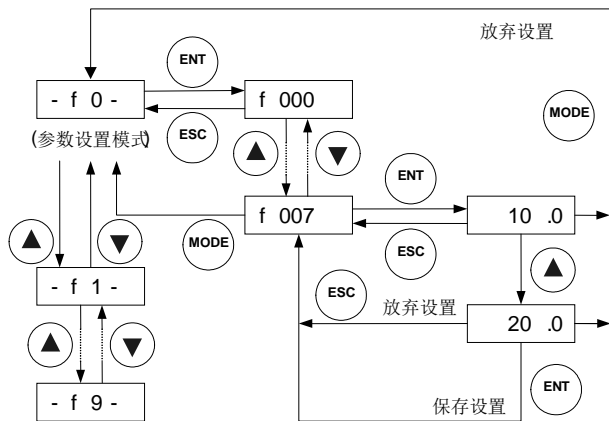 放弃设置
ENT
- f 0 -
f 000
MODE
(参数设置模式)
ESC
ENT
MODE
f 007
10 .0
ESC
- f 1 -
ESC
放弃设置
20 .0
ENT
保存设置
- f 9 -